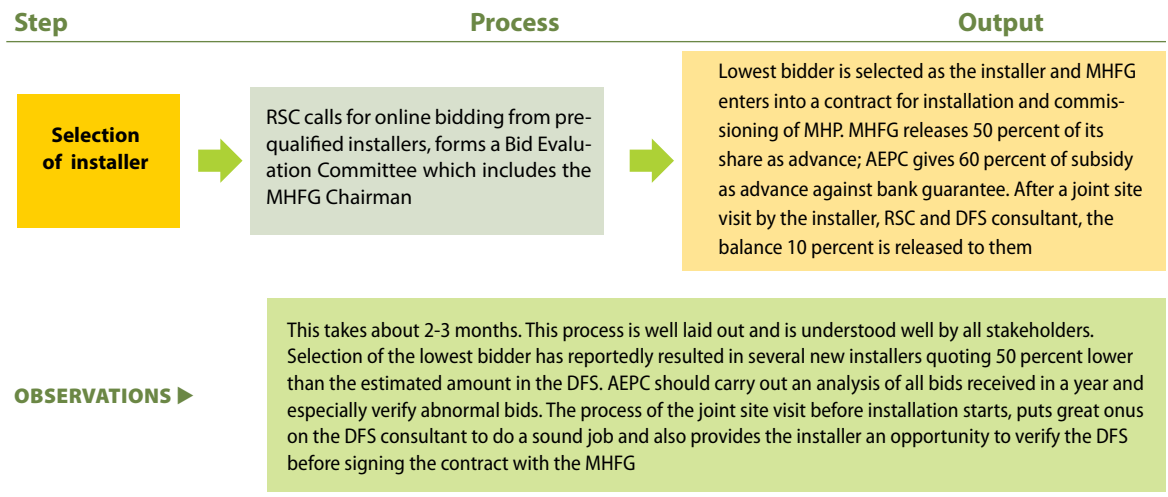 Step Process Output
Selection
of installer
RSC calls for online bidding from pre-
qualified installers, forms a Bid Evalu-
ation Committee which includes the
MHFG Chairman
Lowest bidder is selected as the installer and MHFG
enters into a contract for installation and commis-
sioning of MHP. MHFG releases 50 percent of its
share as advance; AEPC gives 60 percent of subsidy
as advance against bank guarantee. After a joint site
visit by the installer, RSC and DFS consultant, the
balance 10 percent is released to them
OBSERVATIONS ▶
This takes about 2-3 months. This process is well laid out and is understood well by all stakeholders.
Selection of the lowest bidder has reportedly resulted in several new installers quoting 50 percent lower
than the estimated amount in the DFS. AEPC should carry out an analysis of all bids received in a year and
especially verify abnormal bids. The process of the joint site visit before installation starts, puts great onus
on the DFS consultant to do a sound job and also provides the installer an opportunity to verify the DFS
before signing the contract with the MHFG